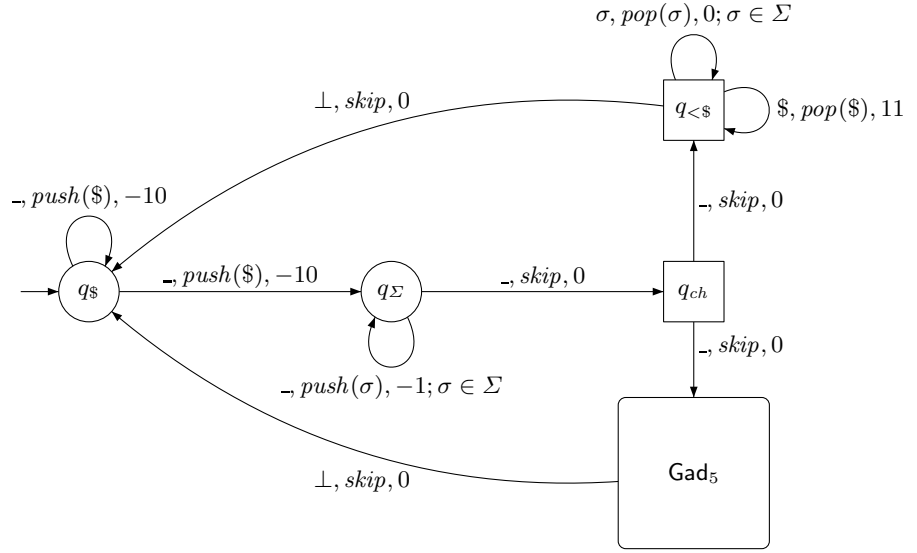 σ, pop(σ), 0; σ ∈ Σ
⊥, skip, 0
q<$
$, pop($), 11
_, push($), −10
_, skip, 0
q$
_, push($), −10
qΣ
_, skip, 0
qch
_, push(σ), −1; σ ∈ Σ
_, skip, 0
⊥, skip, 0
Gad5